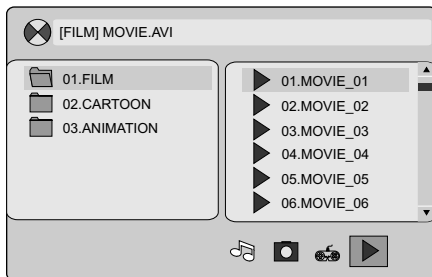 [FILM] MOVIE.AVI
01.FILM
02.CARTOON
03.ANIMATION
01.MOVIE_01
02.MOVIE_02
03.MOVIE_03
04.MOVIE_04
05.MOVIE_05
06.MOVIE_06